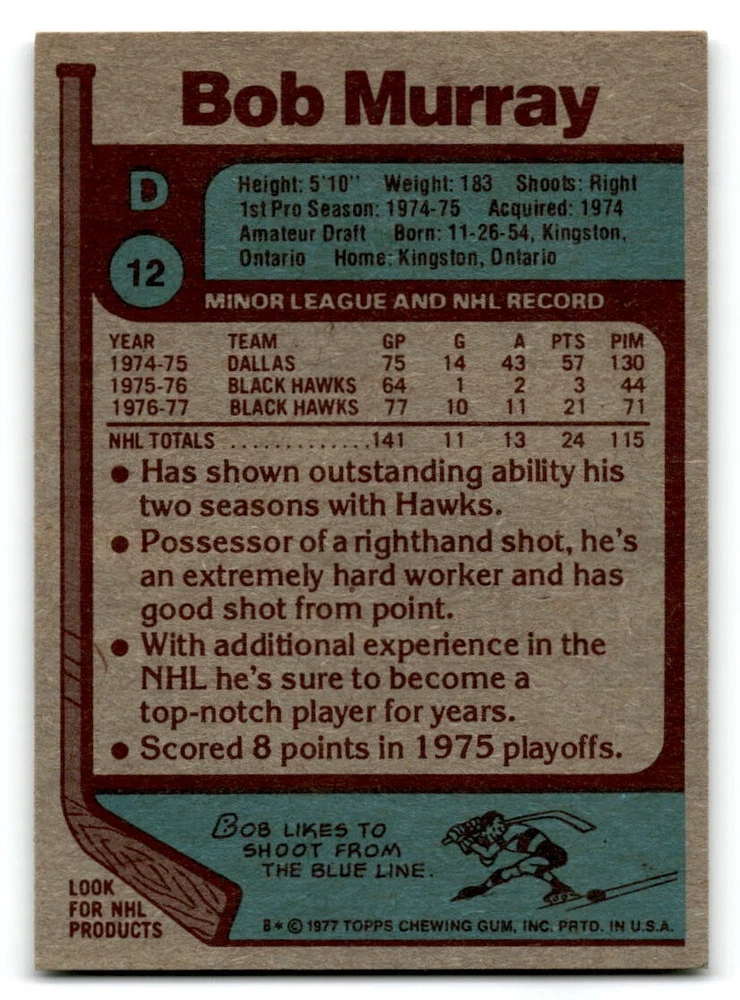 Bob Murray
D
12
Height: 5'10" Weight: 183 Shoots: Right
1st Pro Season: 1974-75 Acquired: 1974
Amateur Draft Born: 11-26-54, Kingston,
Ontario Home: Kingston, Ontario
MINOR LEAGUE AND NHL RECORD
YEAR TEAM GP G A PTS PIM
1974-75 DALLAS 75 14 43 57 130
1975-76 BLACK HAWKS 64 1 2 3 44
1976-77 BLACK HAWKS 77 10 11 21 71
NHL TOTALS .............141 11 13 24 115
• Has shown outstanding ability his
two seasons with Hawks.
• Possessor of a righthand shot, he's
an extremely hard worker and has
good shot from point.
• With additional experience in the
NHL he's sure to become a
top-notch player for years.
• Scored 8 points in 1975 playoffs.
BOB LIKES TO
SHOOT FROM
THE BLUE LINE.
LOOK
FOR NHL
PRODUCTS
B* © 1977 TOPPS CHEWING GUM, INC. PRTD. IN U.S.A.